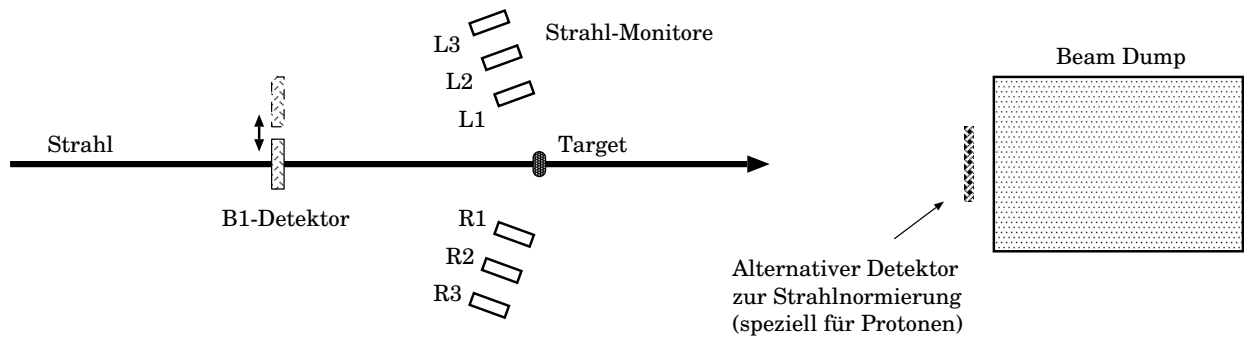 L3
Strahl-Monitore
L2
L1
Beam Dump
Strahl
Target
B1-Detektor
R1
R2
R3
Alternativer Detektor
zur Strahlnormierung
(speziell für Protonen)